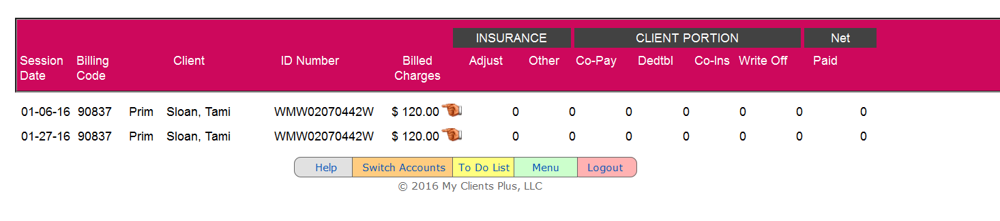 INSURANCE CLIENT PORTION Net
Session Billing Client ID Number Billed Adjust Other Co-Pay Dedtbl Co-Ins Write Off Paid
Date Code Charges
01-06-16 90837 Prim Sloan, Tami WMW02070442W $ 120.00 0 0 0 0 0 0 0
01-27-16 90837 Prim Sloan, Tami WMW02070442W $ 120.00 0 0 0 0 0 0 0
Help Switch Accounts To Do List Menu Logout
© 2016 My Clients Plus, LLC